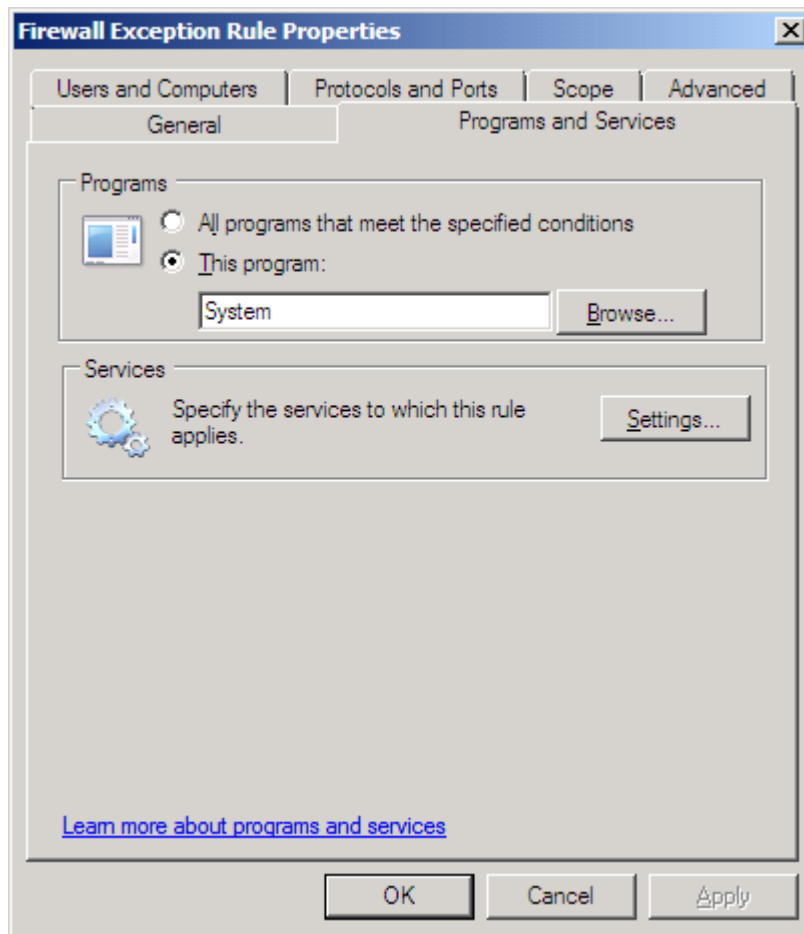 Firewall Exception Rule Properties
Users and Computers
Protocols and Ports
Scope
Advanced
General
Programs and Services
Programs
All programs that meet the specified conditions
This program:
System
Browse...
Services
Specify the services to which this rule
applies.
Settings...
Learn more about programs and services
OK
Cancel
Apply